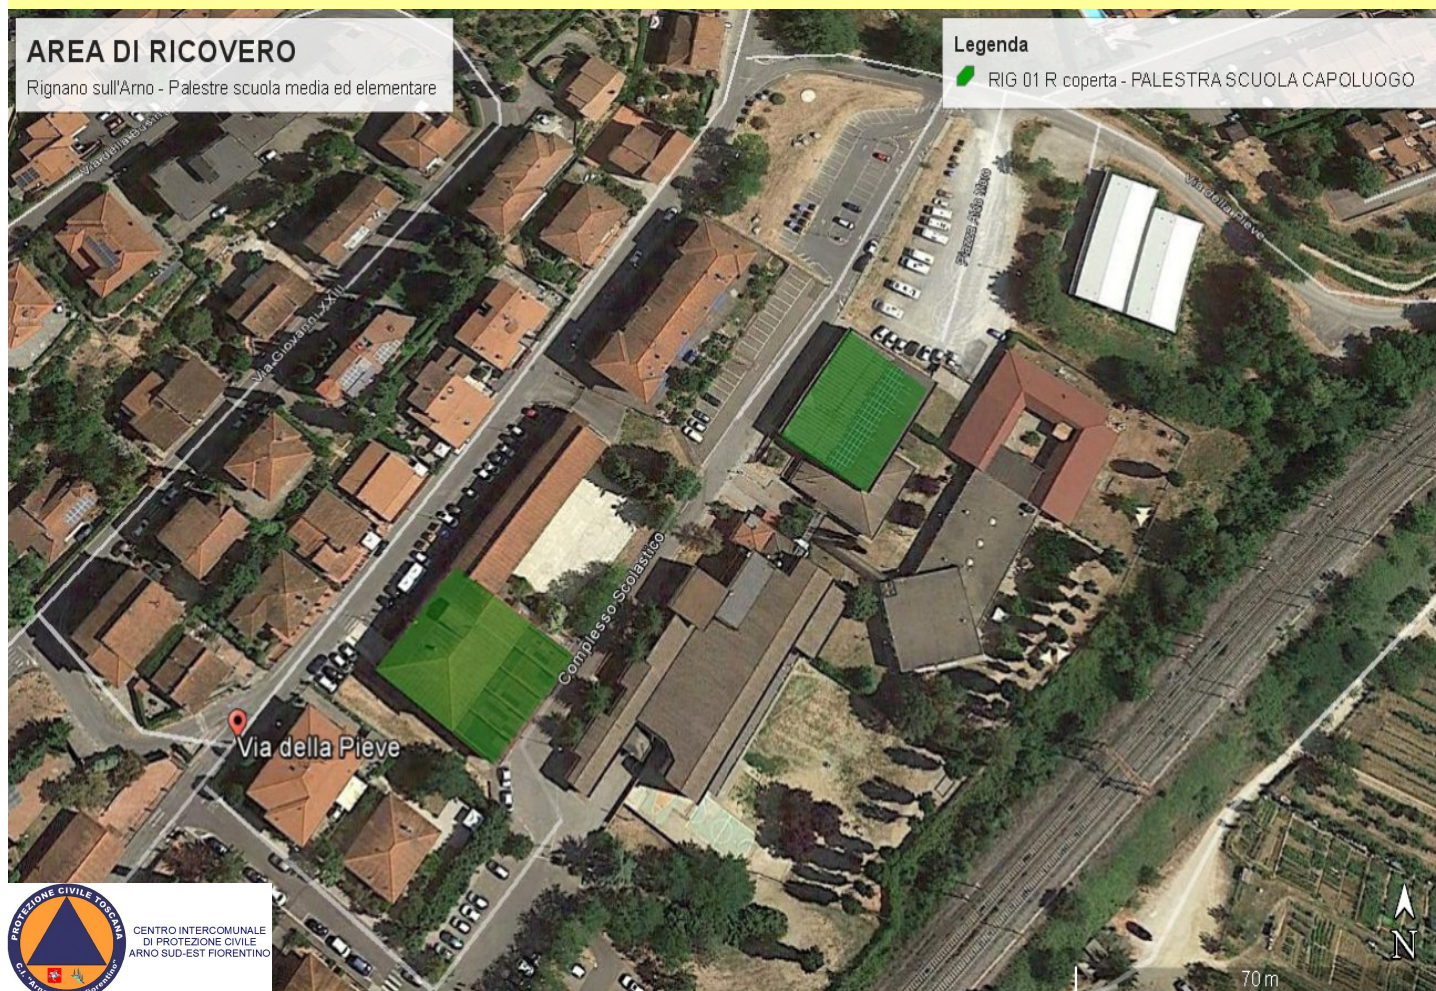 AREA DI RICOVERO
Rignano sull'Arno - Palestre scuola media ed elementare
Legenda
RIG 01 R coperta - PALESTRA SCUOLA CAPOLUOGO
Via della
Via Giovanni XXIII
Piazza Aldo Moro
Via della Pieve
Complesso Scolastico
Via della Pieve
PROTEZIONE CIVILE TOSCANA
CENTRO INTERCOMUNALE
DI PROTEZIONE CIVILE
ARNO SUD-EST FIORENTINO
N
70 m